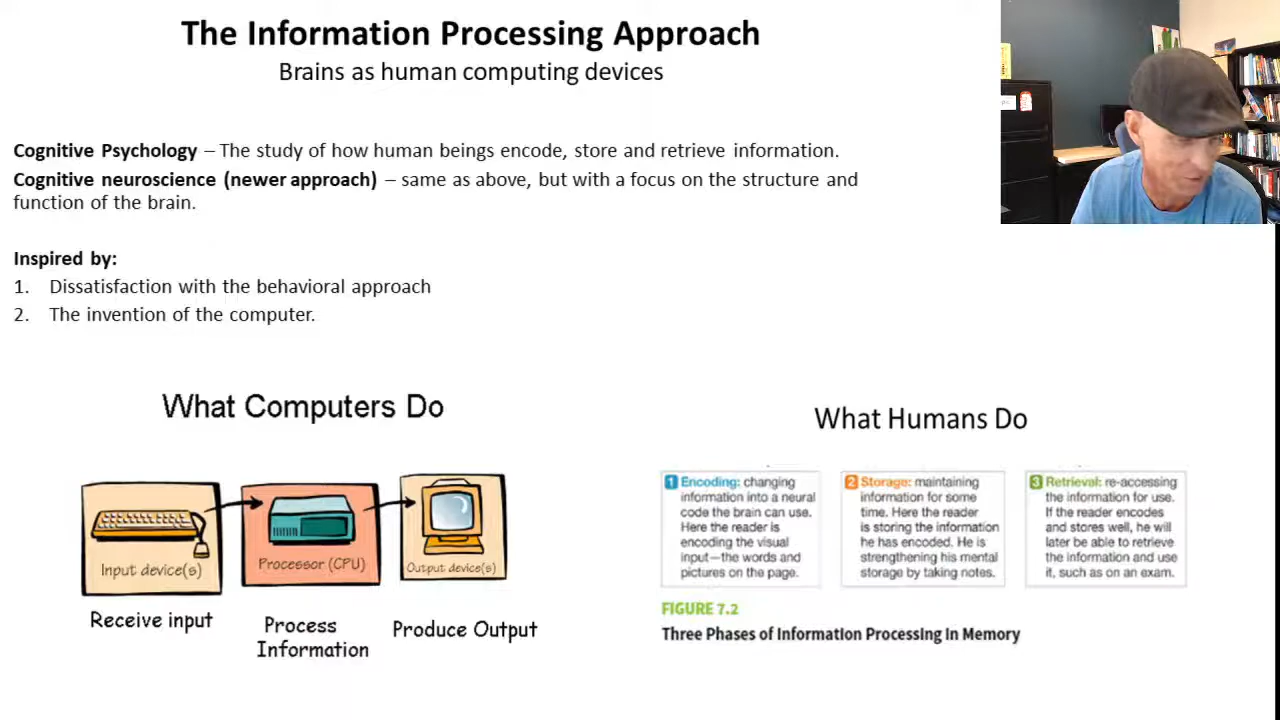 The Information Processing Approach
Brains as human computing devices
Cognitive Psychology – The study of how human beings encode, store and retrieve information.
Cognitive neuroscience (newer approach) – same as above, but with a focus on the structure and
function of the brain.
Inspired by:
1. Dissatisfaction with the behavioral approach
2. The invention of the computer.
What Computers Do
Input device(s)
Processor (CPU)
Output device(s)
Receive input
Process
Information
Produce Output
What Humans Do
1 Encoding: changing
information into a neural
code the brain can use.
Here the reader is
encoding the visual
input—the words and
pictures on the page.
2 Storage: maintaining
information for some
time. Here the reader
is storing the information
he has encoded. He is
strengthening his mental
storage by taking notes.
3 Retrieval: re-accessing
the information for use.
If the reader encodes
and stores well, he will
later be able to retrieve
the information and use
it, such as on an exam.
FIGURE 7.2
Three Phases of Information Processing in Memory